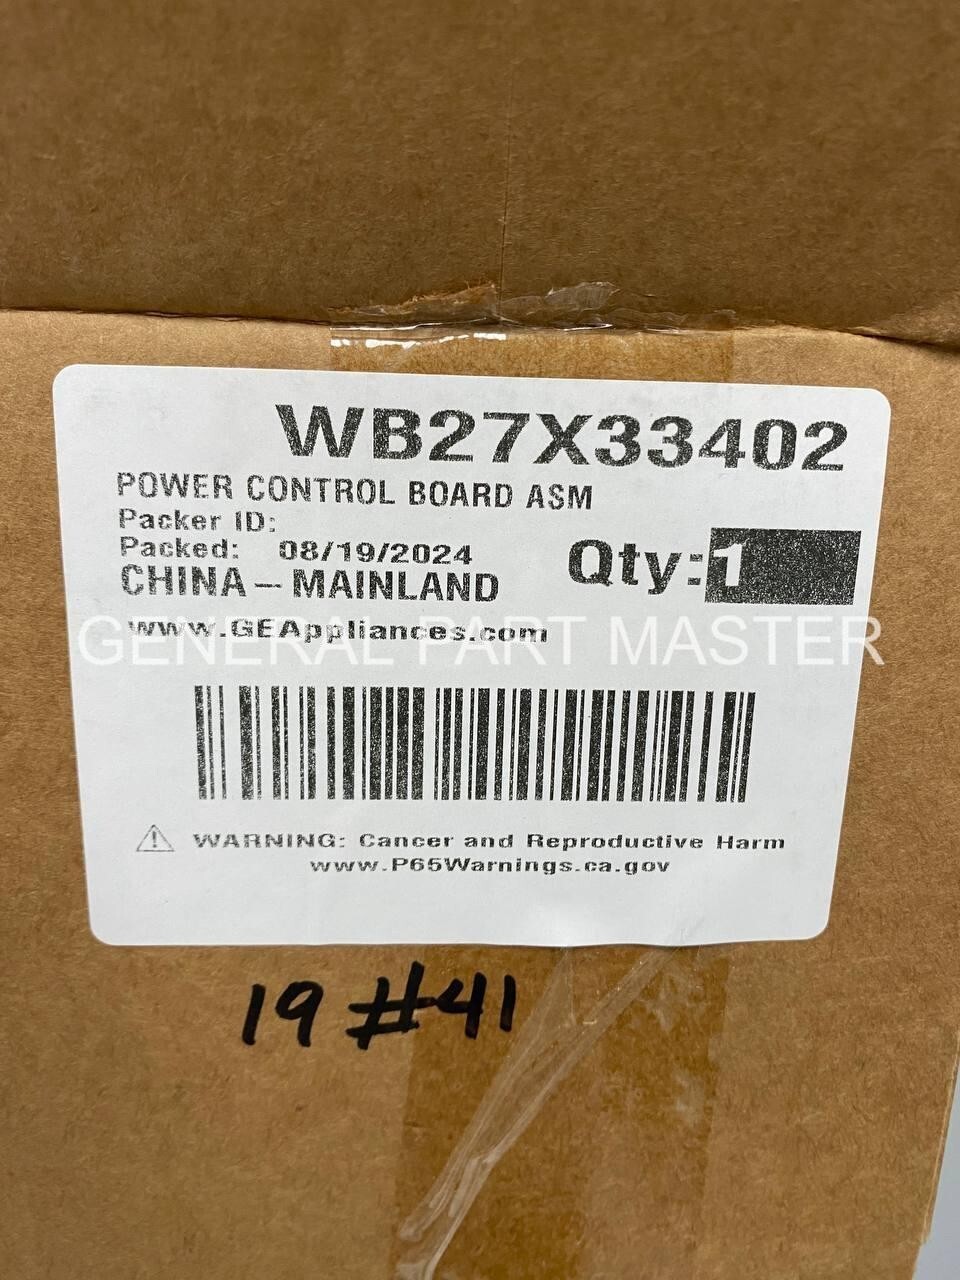 WB27X33402
POWER CONTROL BOARD ASM
Packer ID:
Packed: 08/19/2024
Qty:1
CHINA - MAINLAND
www.GEAppliances.com
GENERAL PART MASTER
WARNING: Cancer and Reproductive Harm
www.P65Warnings.ca.gov
19 #41